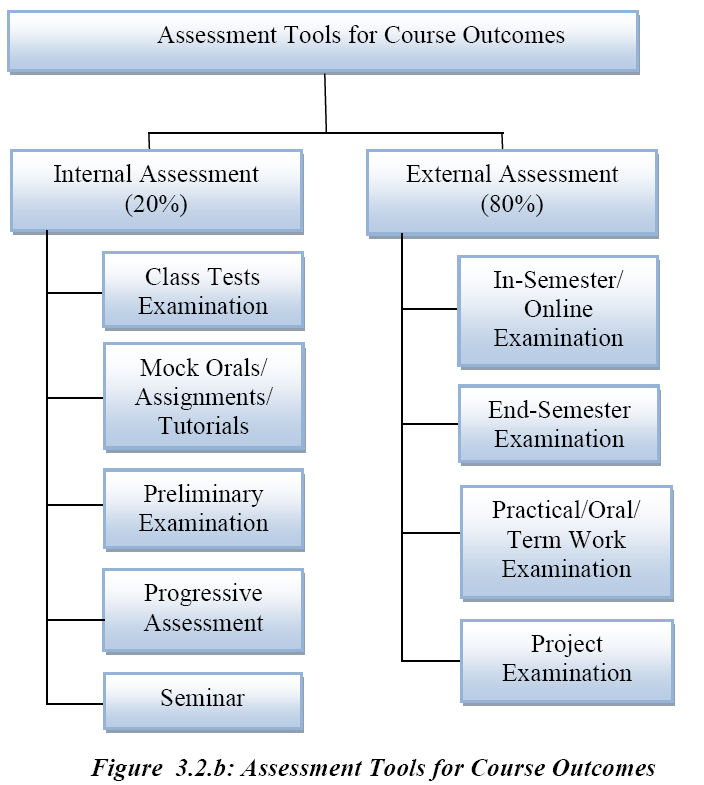 Assessment Tools for Course Outcomes
Internal Assessment
(20%)
Class Tests
Examination
Mock Orals/
Assignments/
Tutorials
Preliminary
Examination
Progressive
Assessment
Seminar
External Assessment
(80%)
In-Semester/
Online
Examination
End-Semester
Examination
Practical/Oral/
Term Work
Examination
Project
Examination
Figure 3.2.b: Assessment Tools for Course Outcomes